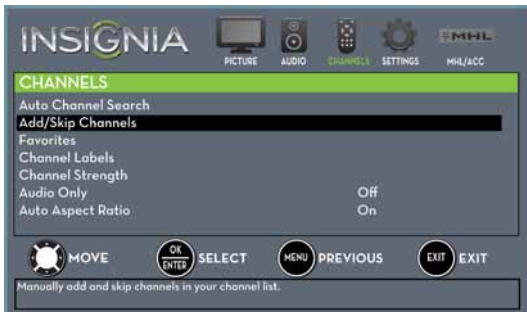 INSIGNIA
MHL
PICTURE AUDIO CHANNELS SETTINGS MHL/ACC
CHANNELS
Auto Channel Search
Add/Skip Channels
Favorites
Channel Labels
Channel Strength
Audio Only Off
Auto Aspect Ratio On
MOVE OK ENTER SELECT MENU PREVIOUS EXIT EXIT
Manually add and skip channels in your channel list.